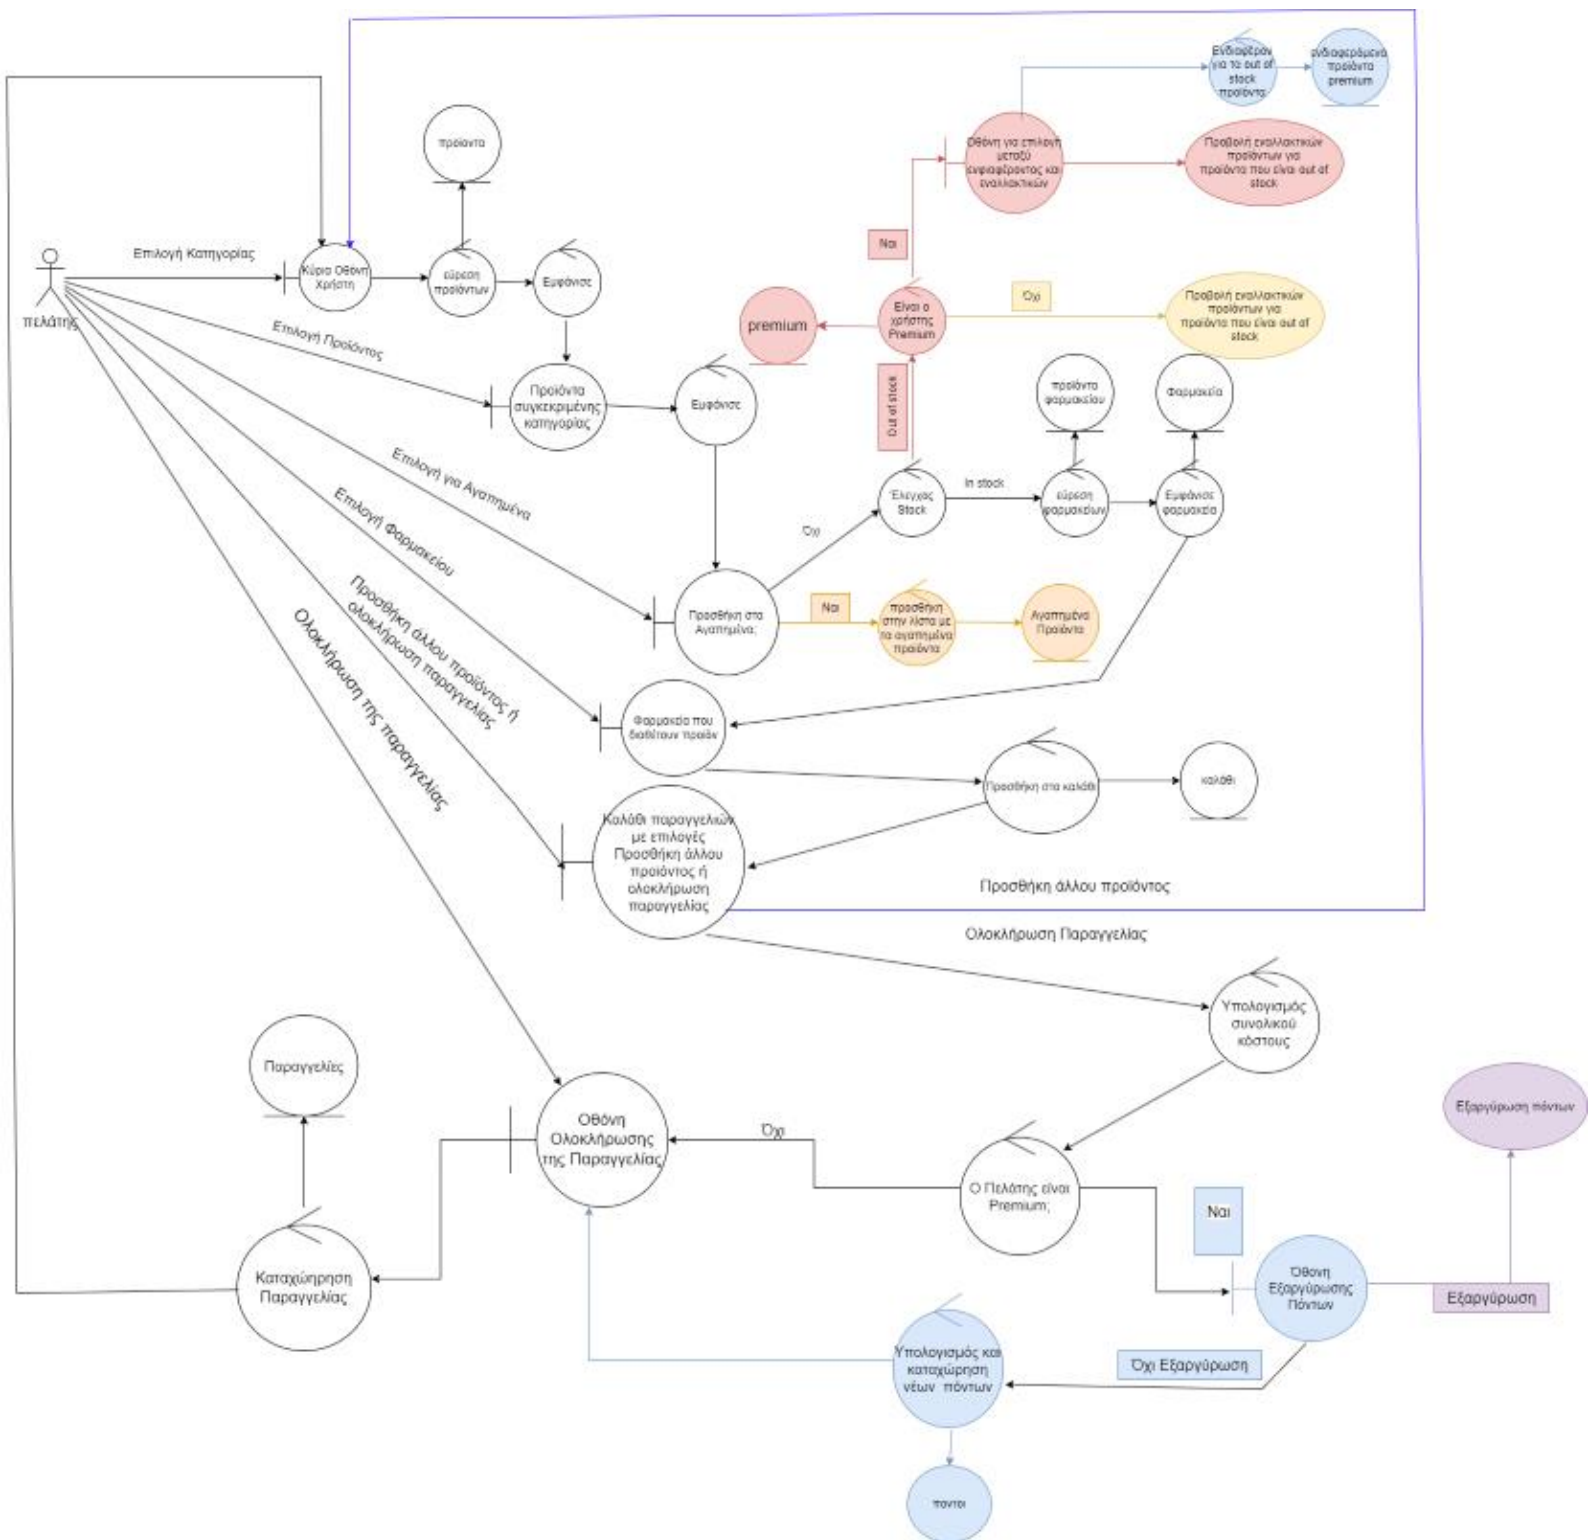 Ενδιαφέρον
για το out of
stock
προϊόντα
ενδιαφερόμενα
προϊόντα
premium
προϊοντα
Οθόνη για επιλογή
μεταξύ
ενφιαφέροντος και
εναλλακτικών
Προβολή εναλλακτικών
προϊόντων για
προϊόντα που είναι out of
stock
Ναι
Επιλογή Κατηγορίας
πελάτης
Κύρια Οθόνη
Χρήστη
εύρεση
προϊόντων
Εμφάνισε
premium
Είναι ο
χρήστης
Premium
Όχι
Προβολή εναλλακτικών
προϊόντων για
προϊόντα που είναι out of
stock
Επιλογή Προϊόντος
Προϊόντα
συγκεκριμένης
κατηγορίας
Εμφάνισε
Out of stock
προϊόντα
φαρμακείου
Φαρμακεία
Επιλογή για Αγαπημένα
Έλεγχος
Stock
In stock
εύρεση
φαρμακείων
Εμφάνισε
φαρμακεία
Επιλογή Φαρμακείου
Όχι
Προσθήκη στα
Αγαπημένα;
Ναι
προσθήκη
στην λίστα με
τα αγαπημένα
προϊόντα
Αγαπημένα
Προϊόντα
Προσθήκη άλλου προϊόντος ή
ολοκλήρωση παραγγελίας
Ολοκλήρωση της παραγγελίας
Φαρμακεία που
διαθέτουν προϊόν
Προσθήκη στο καλάθι
καλάθι
Καλάθι παραγγελιών
με επιλογές
Προσθήκη άλλου
προϊόντος ή
ολοκλήρωση
παραγγελίας
Προσθήκη άλλου προϊόντος
Ολοκλήρωση Παραγγελίας
Υπολογισμός
συνολικού
κόστους
Παραγγελίες
Οθόνη
Ολοκλήρωσης
της Παραγγελίας
Όχι
Ο Πελάτης είναι
Premium;
Ναι
Εξαργύρωση πόντων
Καταχώηρηση
Παραγγελίας
Όθονη
Εξαργύρωσης
Πόντων
Εξαργύρωση
Υπολογισμός και
καταχώρηση
νέων πόντων
Όχι Εξαργύρωση
ποντοι